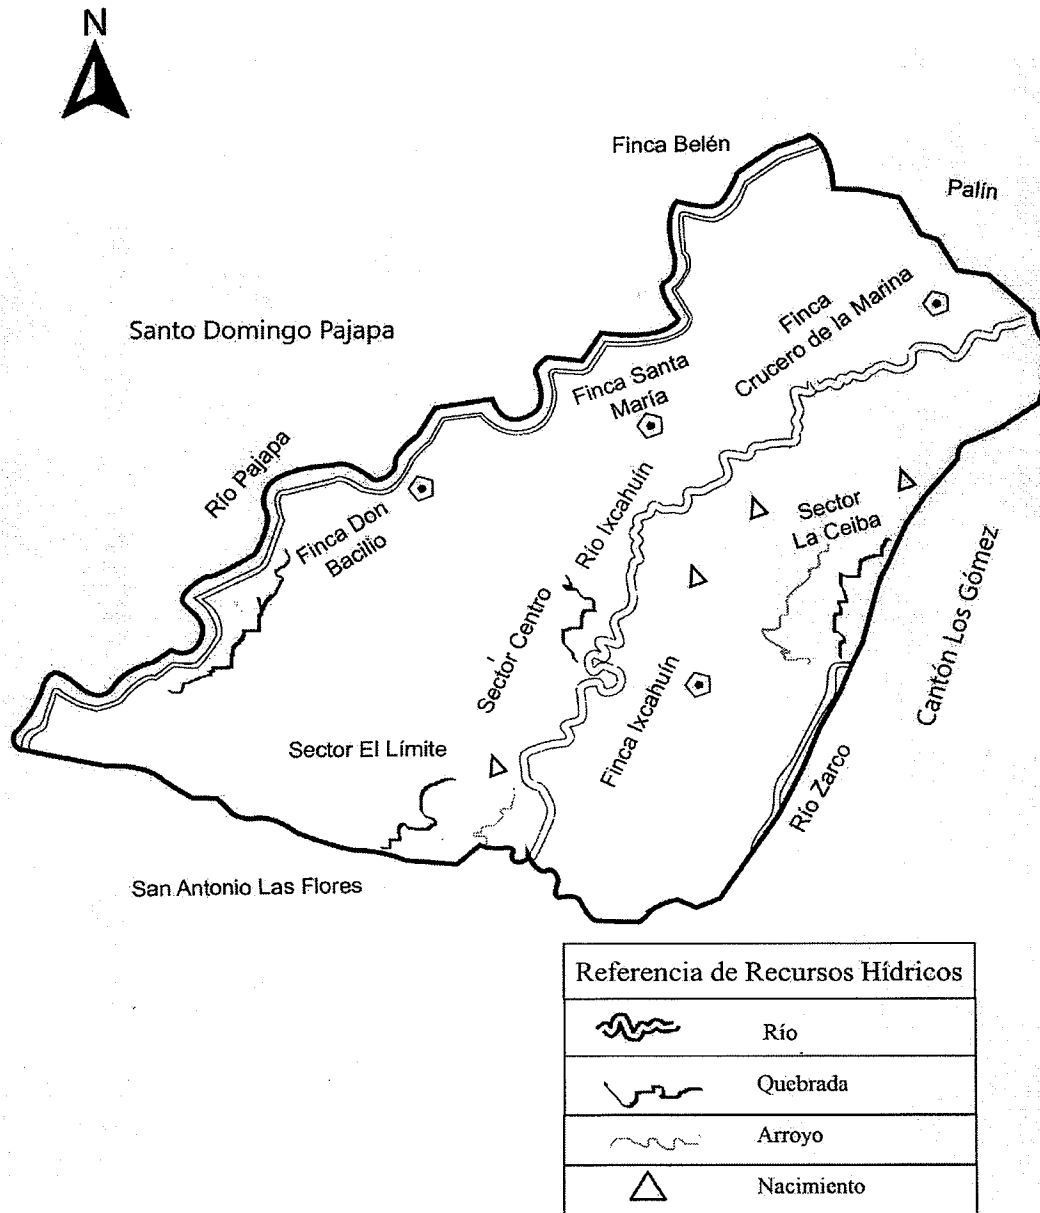 N
Finca Belén
Palín
Santo Domingo Pajapa
Finca
Crucero de la Marina
Finca Santa
María
Río Pajapa
Finca Don
Bacilio
Río Ixcahuín
Sector
La Ceiba
Sector Centro
Cantón Los Gómez
Finca Ixcahuín
Sector El Límite
Río Zarco
San Antonio Las Flores
Referencia de Recursos Hídricos
Río
Quebrada
Arroyo
Nacimiento